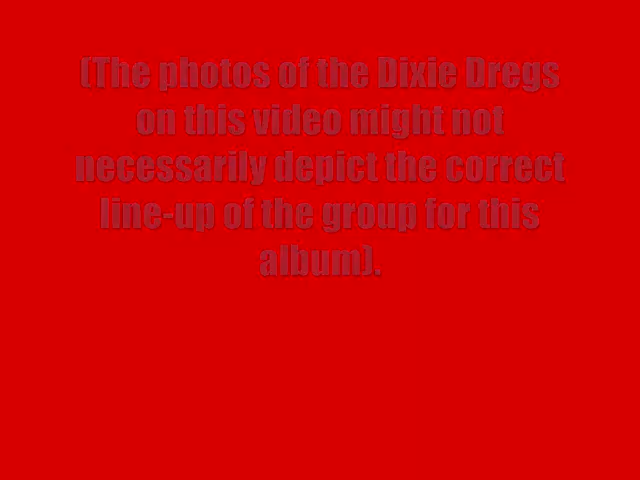 (The photos of the Dixie Dregs
on this video might not
necessarily depict the correct
line-up of the group for this
album).